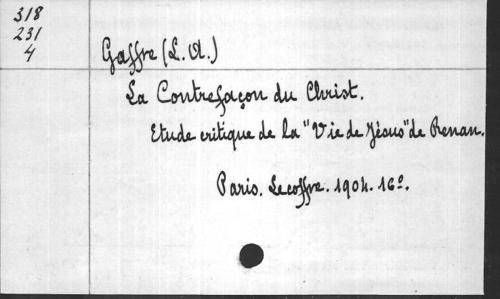 318
231
4
Gaffre (L. A.)
La Contrefaçon du Christ.
Etude critique de la "Vie de Jésus" de Renan.
Paris. Lecoffre. 1904. 16º.